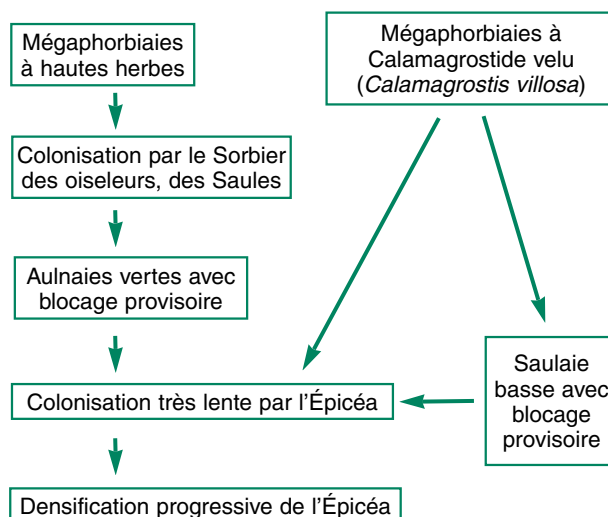 Mégaphorbiaies
à hautes herbes
Mégaphorbiaies à
Calamagrostide velu
(Calamagrostis villosa)
Colonisation par le Sorbier
des oiseleurs, des Saules
Aulnaies vertes avec
blocage provisoire
Saulaie
basse avec
blocage
provisoire
Colonisation très lente par l’Épicéa
Densification progressive de l’Épicéa